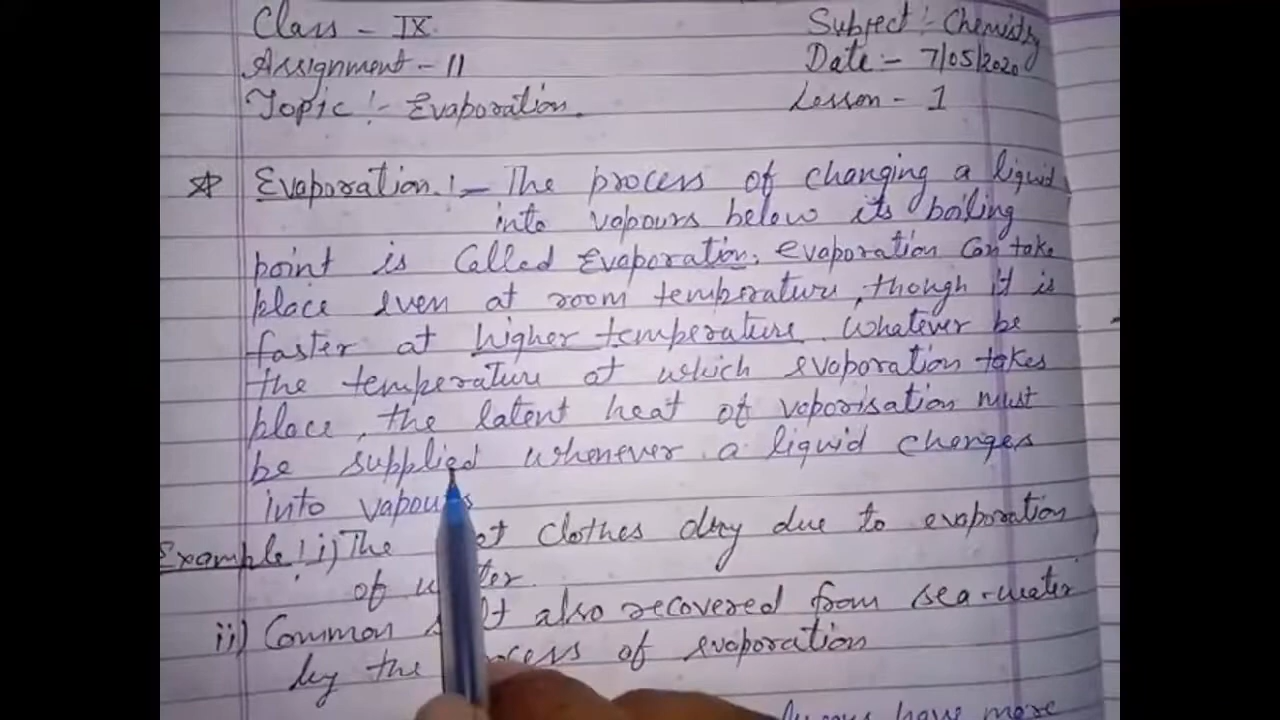 Class - IX
Subject :- Chemistry
Assignment - 11
Date :- 7/05/2020
Topic :- Evaporation.
Lesson - 1
Evaporation :- The process of changing a liquid
into vapours below its boiling
point is called Evaporation, evaporation can take
place even at room temperature, though it is
faster at higher temperature. Whatever be
the temperature at which evaporation takes
place, the latent heat of vaporisation must
be supplied whenever a liquid changes
into vapours
Example : i) The clothes dry due to evaporation
of
ii) Common also recovered from sea-water
by the of evaporation
have more